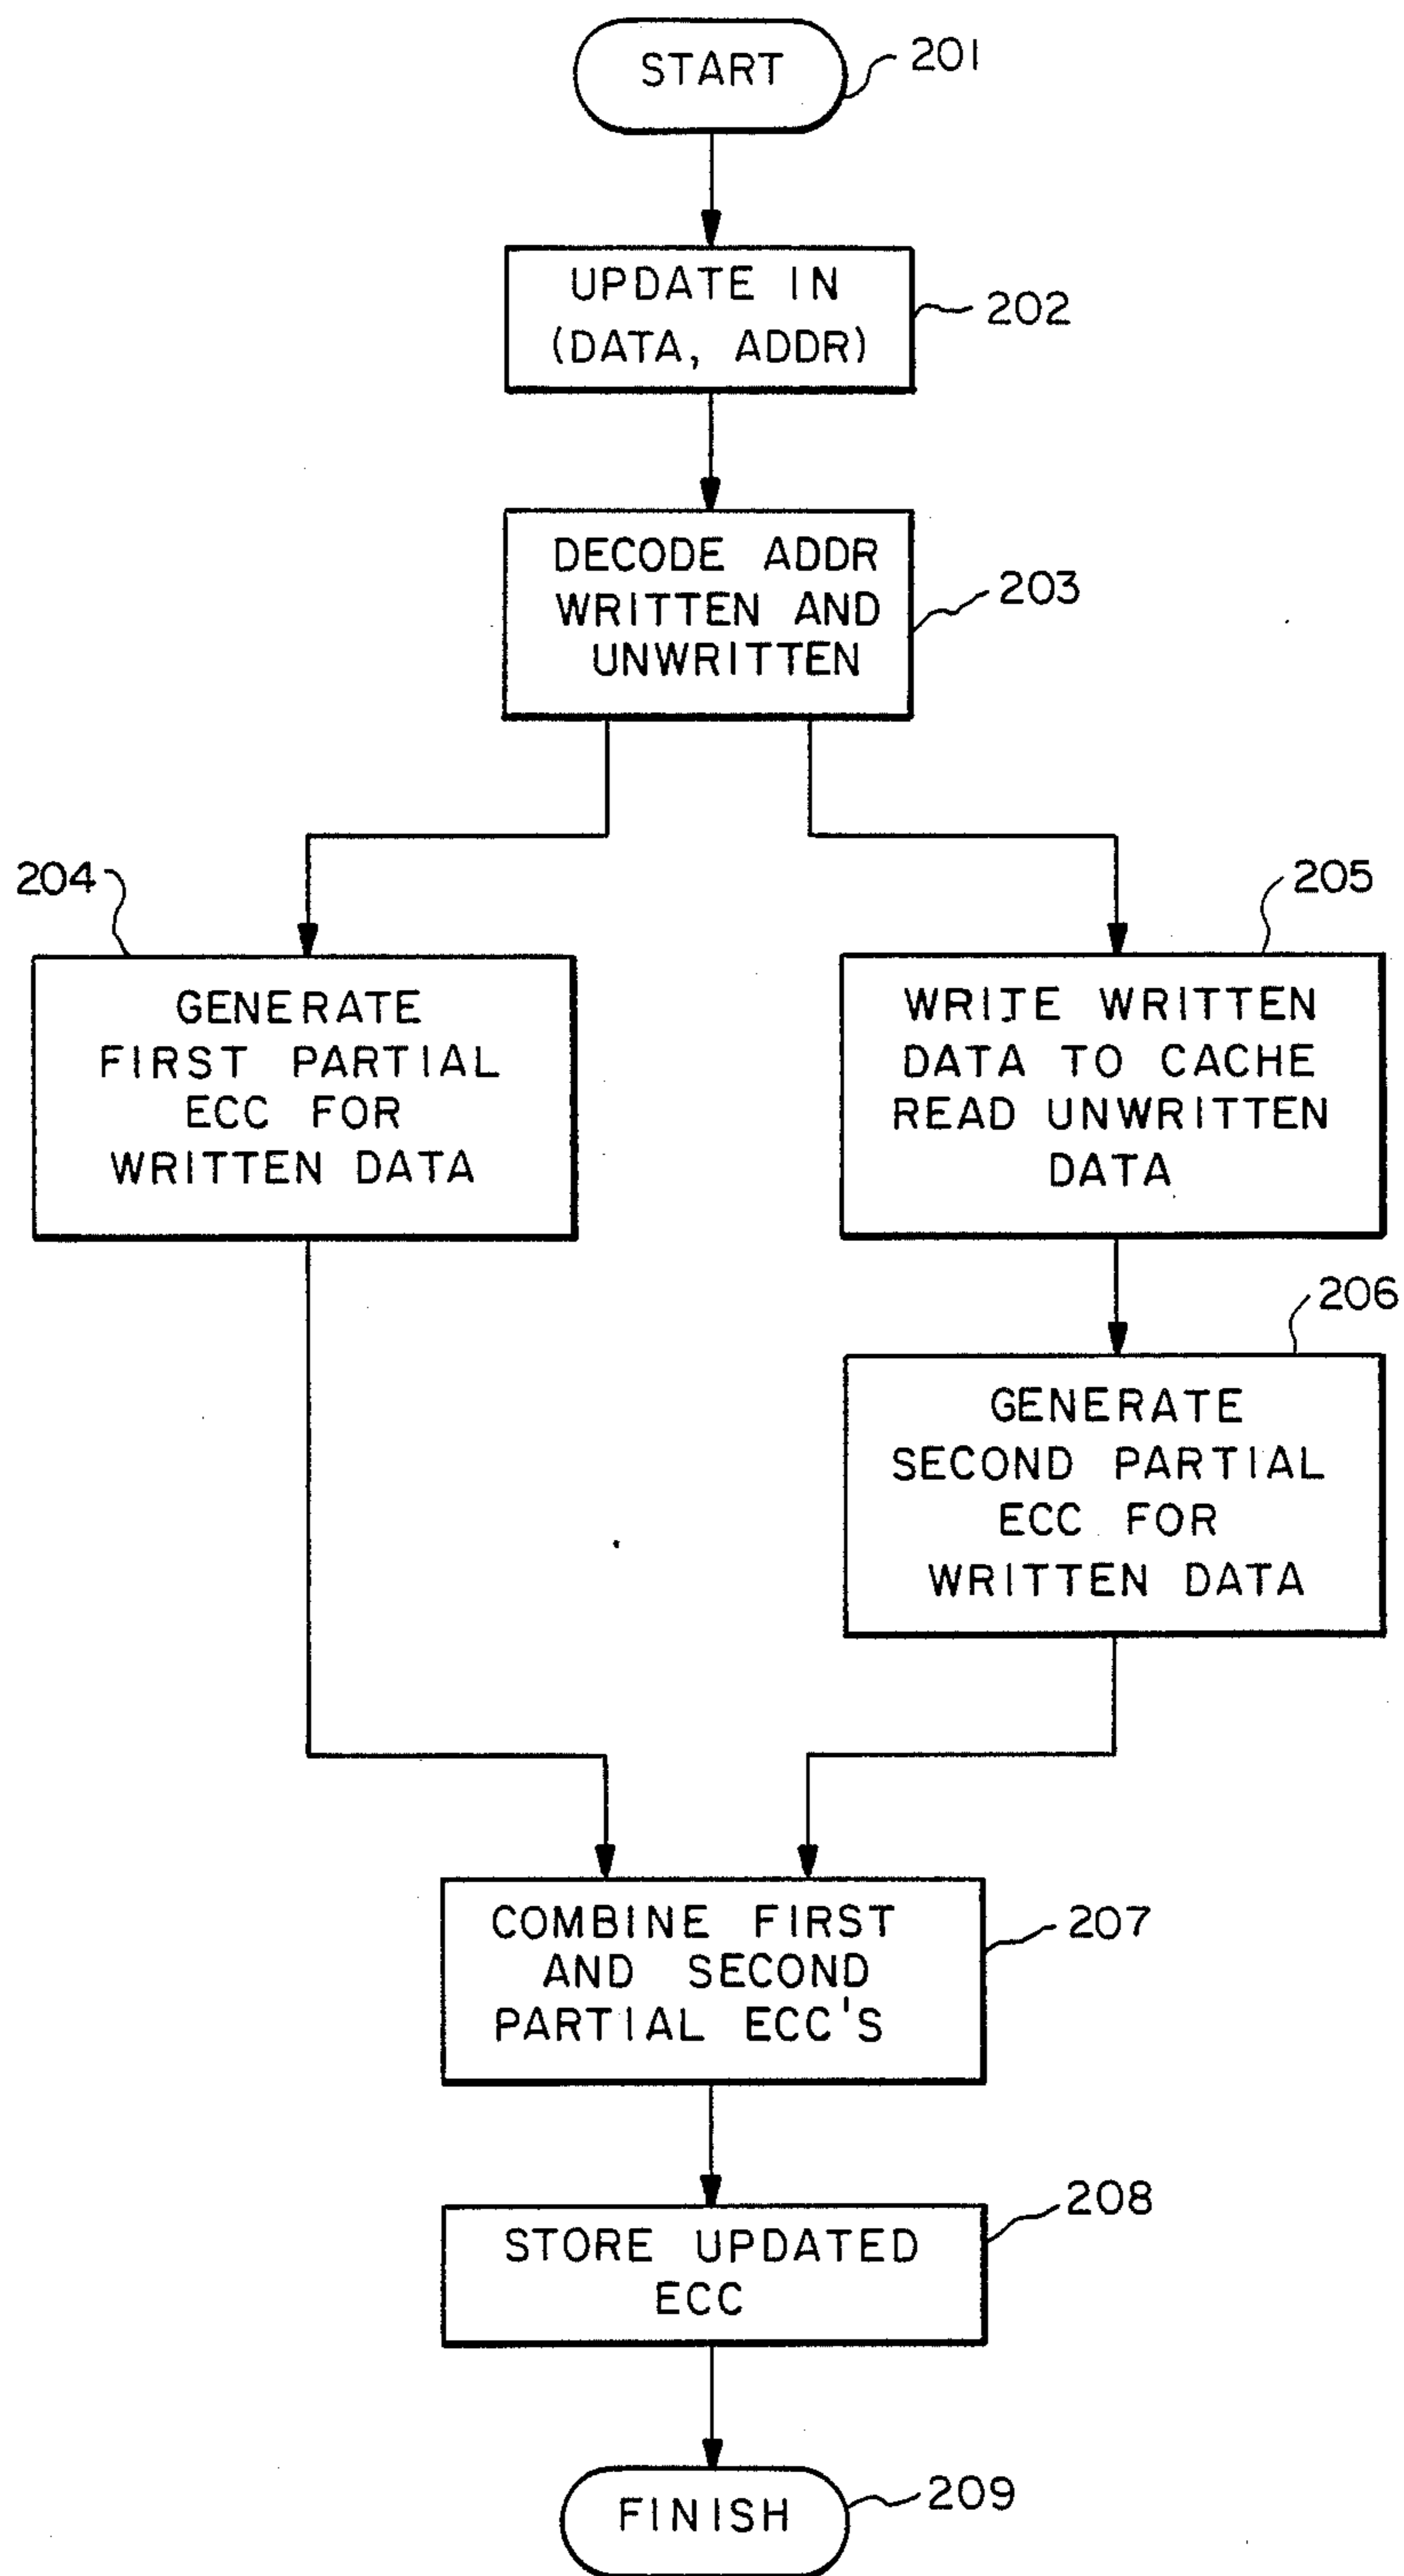 START
201
UPDATE IN
(DATA, ADDR)
202
DECODE ADDR
WRITTEN AND
UNWRITTEN
203
204
GENERATE
FIRST PARTIAL
ECC FOR
WRITTEN DATA
205
WRITE WRITTEN
DATA TO CACHE
READ UNWRITTEN
DATA
206
GENERATE
SECOND PARTIAL
ECC FOR
WRITTEN DATA
COMBINE FIRST
AND SECOND
PARTIAL ECC'S
207
STORE UPDATED
ECC
208
FINISH
209